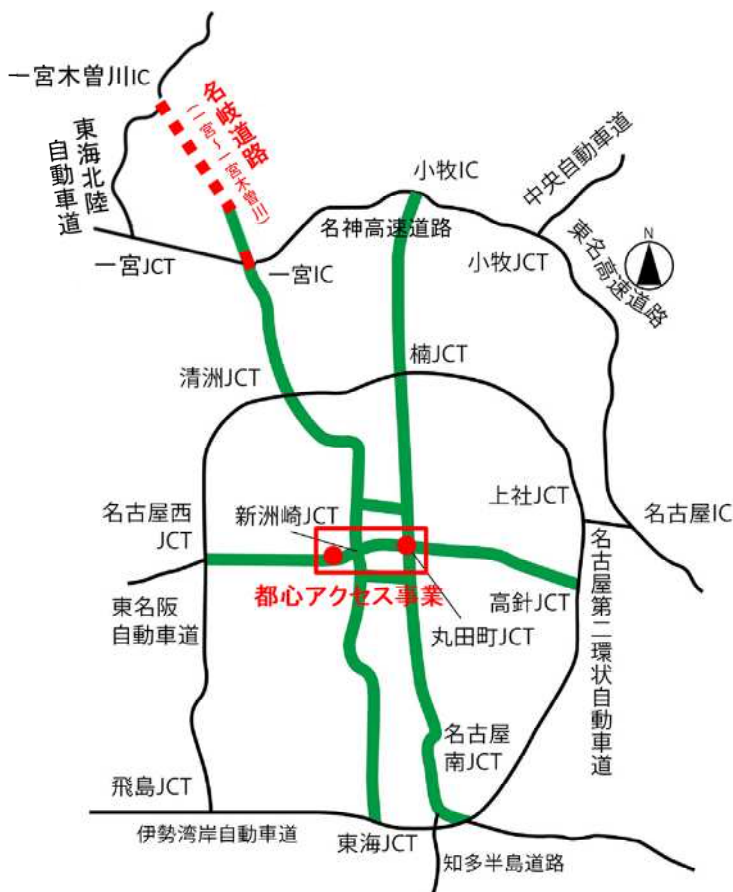 一宮木曽川IC
名岐道路
(一宮～一宮木曽川)
東海北陸
自動車道
小牧IC
中央自動車道
名神高速道路
東名高速道路
N
一宮JCT
一宮IC
小牧JCT
清洲JCT
楠JCT
上社JCT
名古屋IC
名古屋西
JCT
新洲崎JCT
都心アクセス事業
高針JCT
丸田町JCT
東名阪
自動車道
名古屋第二環状自動車道
名古屋
南JCT
飛島JCT
伊勢湾岸自動車道
東海JCT
知多半島道路